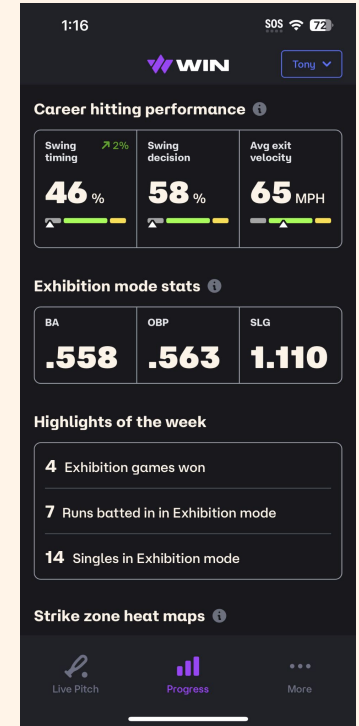 1:16 SOS 72
WIN
Tony
Career hitting performance
Swing timing 2%
46 %
Swing decision
58 %
Avg exit velocity
65 MPH
Exhibition mode stats
BA
.558
OBP
.563
SLG
1.110
Highlights of the week
4 Exhibition games won
7 Runs batted in in Exhibition mode
14 Singles in Exhibition mode
Strike zone heat maps
Live Pitch
Progress
More